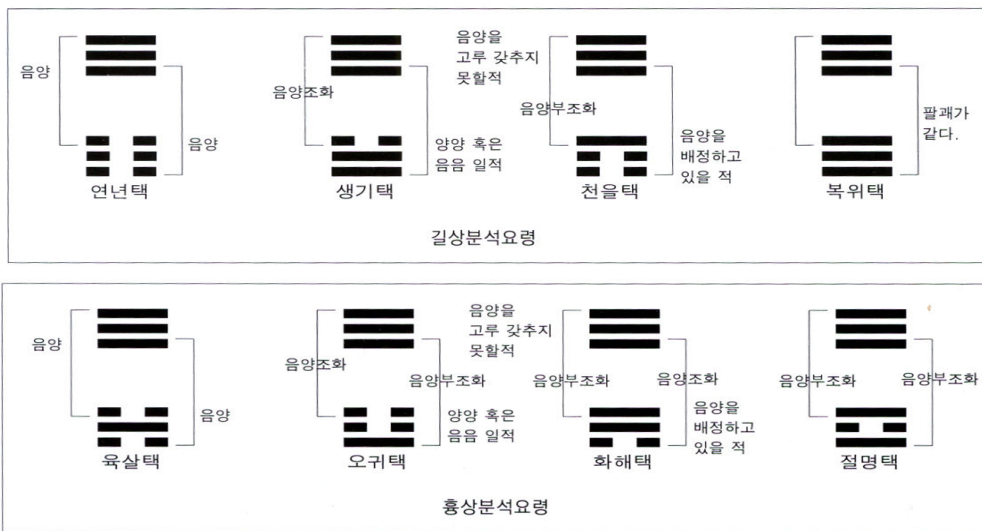 음양
음양
연년택
음양조화
양양 혹은
음음 일적
생기택
음양을
고루 갖추지
못할적
음양부조화
음양을
배정하고
있을 적
천을택
팔괘가
같다.
복위택
길상분석요령
음양
음양
육살택
음양조화
음양부조화
양양 혹은
음음 일적
오귀택
음양을
고루 갖추지
못할적
음양부조화
음양조화
음양을
배정하고
있을 적
화해택
음양부조화
음양부조화
절명택
흉상분석요령